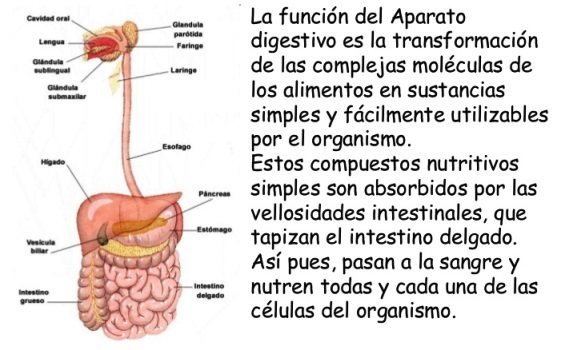 Cavidad oral
Lengua
Glándula
sublingual
Glándula
submaxilar
Glandula
parótida
Faringe
Laringe
Esofago
Hígado
Páncreas
Estómago
Vesícula
biliar
Intestino
grueso
Intestino
delgado
La función del Aparato
digestivo es la transformación
de las complejas moléculas de
los alimentos en sustancias
simples y fácilmente utilizables
por el organismo.
Estos compuestos nutritivos
simples son absorbidos por las
vellosidades intestinales, que
tapizan el intestino delgado.
Así pues, pasan a la sangre y
nutren todas y cada una de las
células del organismo.